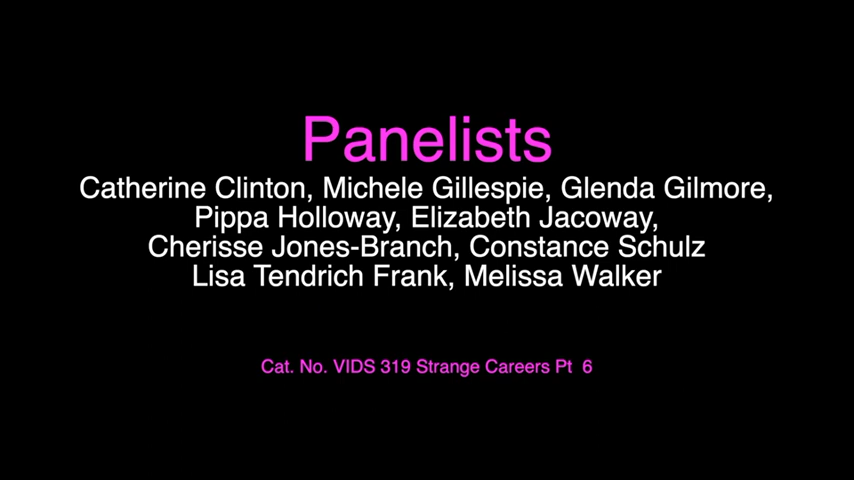 Panelists
Catherine Clinton, Michele Gillespie, Glenda Gilmore,
Pippa Holloway, Elizabeth Jacoway,
Cherisse Jones-Branch, Constance Schulz
Lisa Tendrich Frank, Melissa Walker
Cat. No. VIDS 319 Strange Careers Pt 6